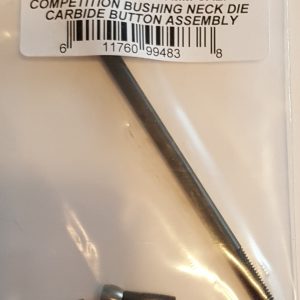 COMPETITION BUSHING NECK DIE
CARBIDE BUTTON ASSEMBLY
6 11760 99483 8